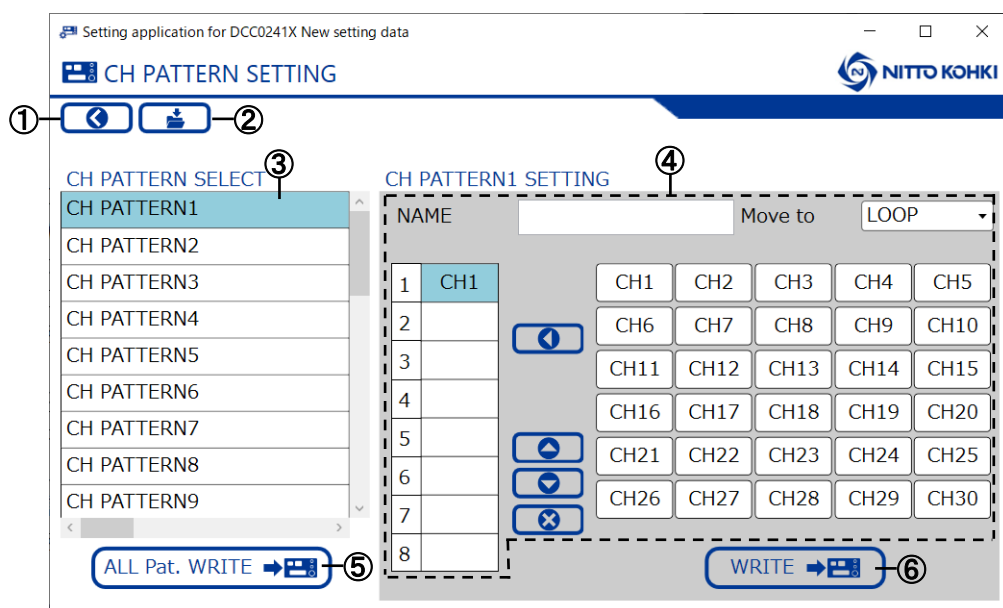 Setting application for DCC0241X New setting data
CH PATTERN SETTING
NITTO KOHKI
①
②
CH PATTERN SELECT
③
CH PATTERN1
CH PATTERN2
CH PATTERN3
CH PATTERN4
CH PATTERN5
CH PATTERN6
CH PATTERN7
CH PATTERN8
CH PATTERN9
ALL Pat. WRITE
⑤
CH PATTERN1 SETTING
④
NAME
Move to LOOP
1 CH1
2
3
4
5
6
7
8
CH1 CH2 CH3 CH4 CH5
CH6 CH7 CH8 CH9 CH10
CH11 CH12 CH13 CH14 CH15
CH16 CH17 CH18 CH19 CH20
CH21 CH22 CH23 CH24 CH25
CH26 CH27 CH28 CH29 CH30
WRITE
⑥